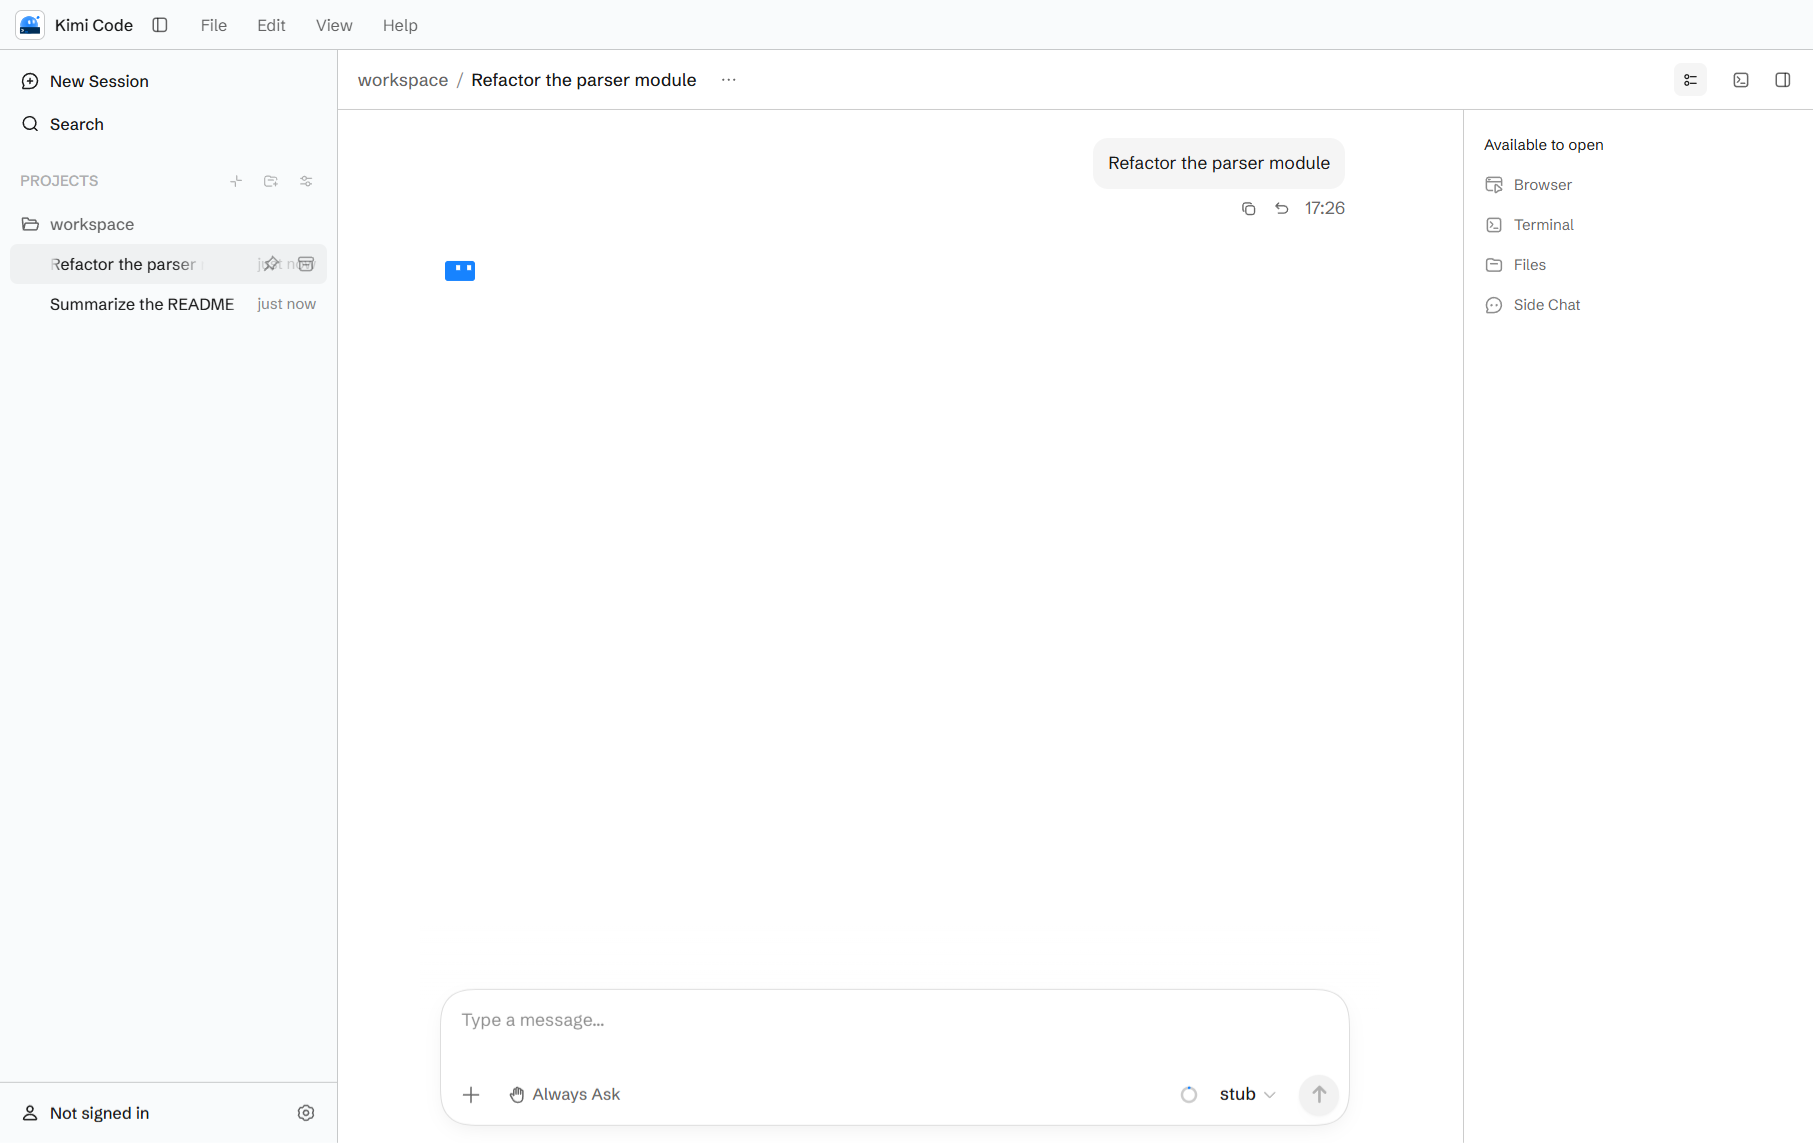 Kimi Code File Edit View Help
New Session
Search
PROJECTS
workspace
Refactor the parser
Summarize the README just now
Not signed in
workspace / Refactor the parser module ...
Refactor the parser module
17:26
Type a message...
Always Ask
stub
Available to open
Browser
Terminal
Files
Side Chat